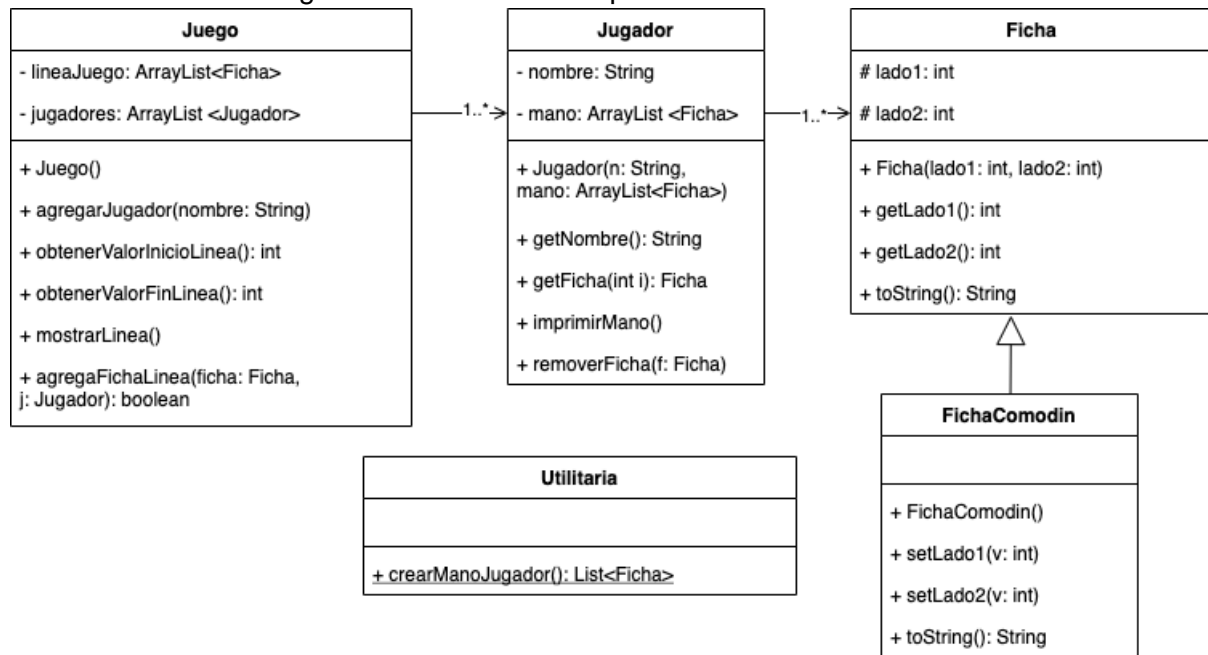 Juego
- lineaJuego: ArrayList<Ficha>
- jugadores: ArrayList <Jugador>
+ Juego()
+ agregarJugador(nombre: String)
+ obtenerValorInicioLinea(): int
+ obtenerValorFinLinea(): int
+ mostrarLinea()
+ agregaFichaLinea(ficha: Ficha,
j: Jugador): boolean
1..*
Jugador
- nombre: String
- mano: ArrayList <Ficha>
+ Jugador(n: String,
mano: ArrayList<Ficha>)
+ getNombre(): String
+ getFicha(int i): Ficha
+ imprimirMano()
+ removerFicha(f: Ficha)
1..*
Ficha
# lado1: int
# lado2: int
+ Ficha(lado1: int, lado2: int)
+ getLado1(): int
+ getLado2(): int
+ toString(): String
FichaComodin
+ FichaComodin()
+ setLado1(v: int)
+ setLado2(v: int)
+ toString(): String
Utilitaria
+ crearManoJugador(): List<Ficha>